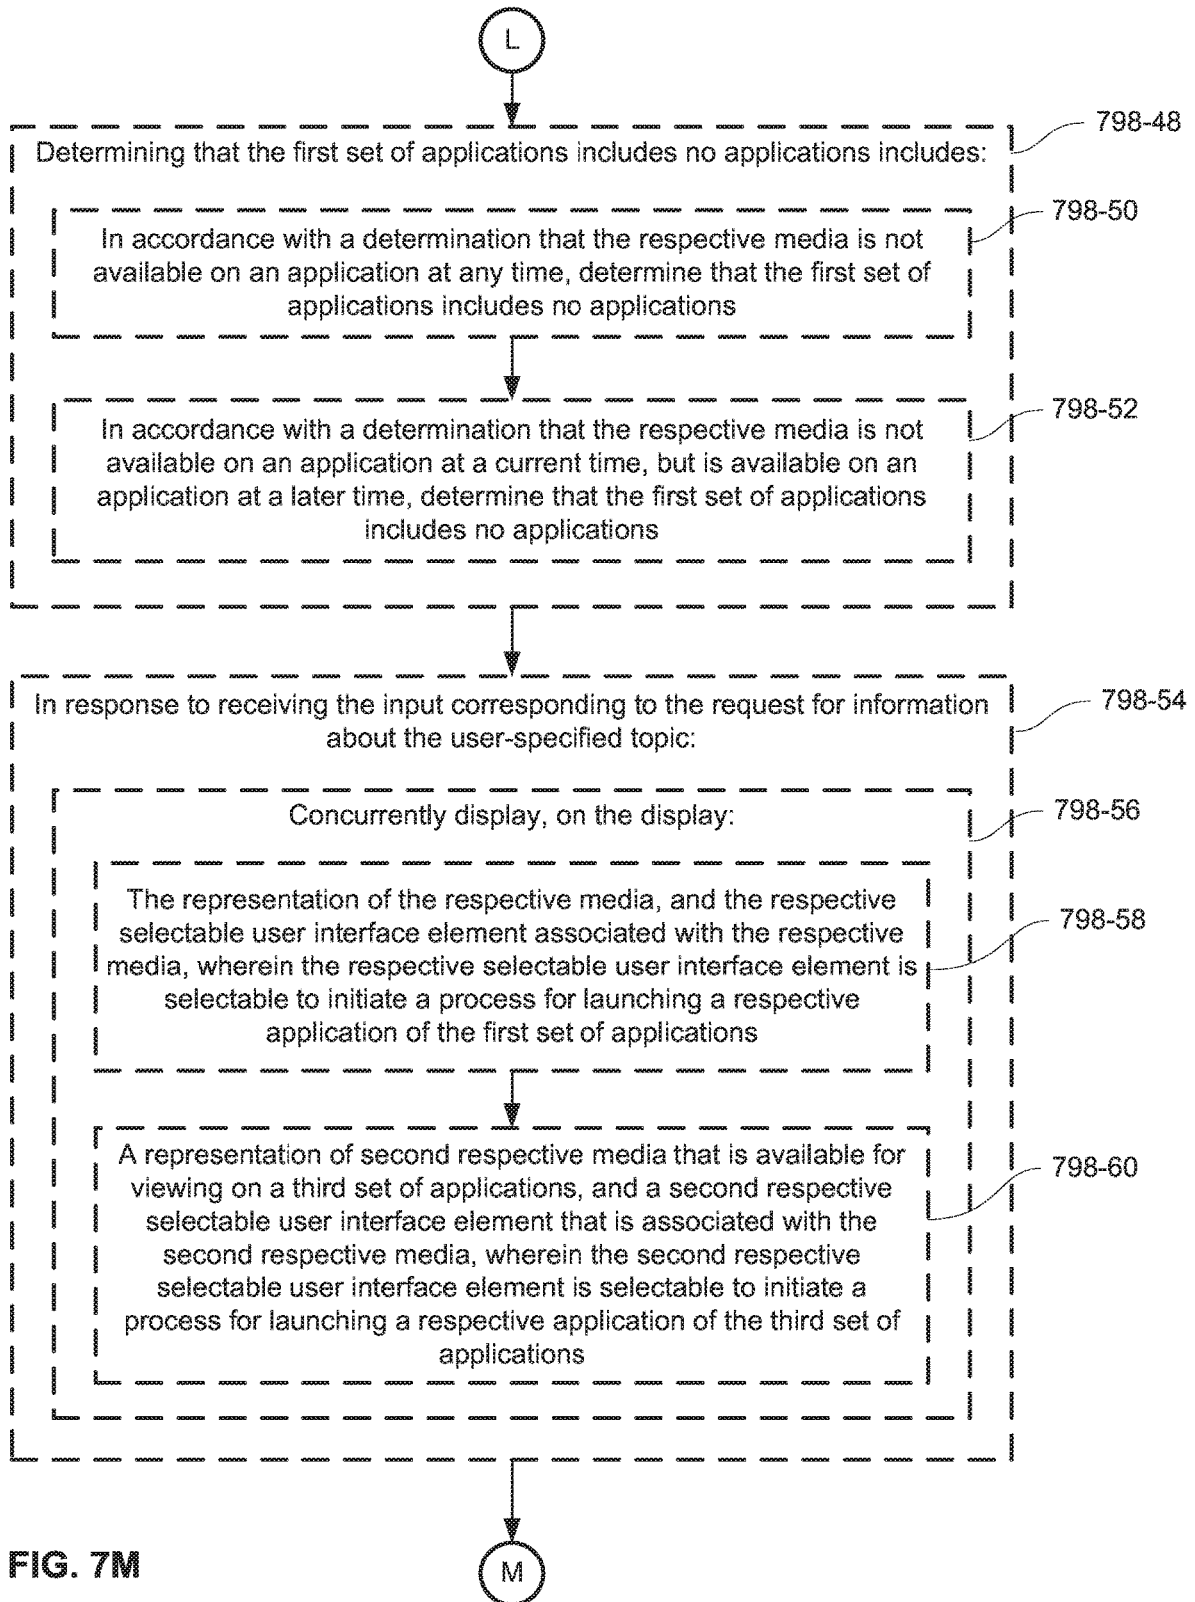 L
798-48
Determining that the first set of applications includes no applications includes:
798-50
In accordance with a determination that the respective media is not
available on an application at any time, determine that the first set of
applications includes no applications
798-52
In accordance with a determination that the respective media is not
available on an application at a current time, but is available on an
application at a later time, determine that the first set of applications
includes no applications
798-54
In response to receiving the input corresponding to the request for information
about the user-specified topic:
798-56
Concurrently display, on the display:
798-58
The representation of the respective media, and the respective
selectable user interface element associated with the respective
media, wherein the respective selectable user interface element is
selectable to initiate a process for launching a respective
application of the first set of applications
798-60
A representation of second respective media that is available for
viewing on a third set of applications, and a second respective
selectable user interface element that is associated with the
second respective media, wherein the second respective
selectable user interface element is selectable to initiate a
process for launching a respective application of the third set of
applications
FIG. 7M
M